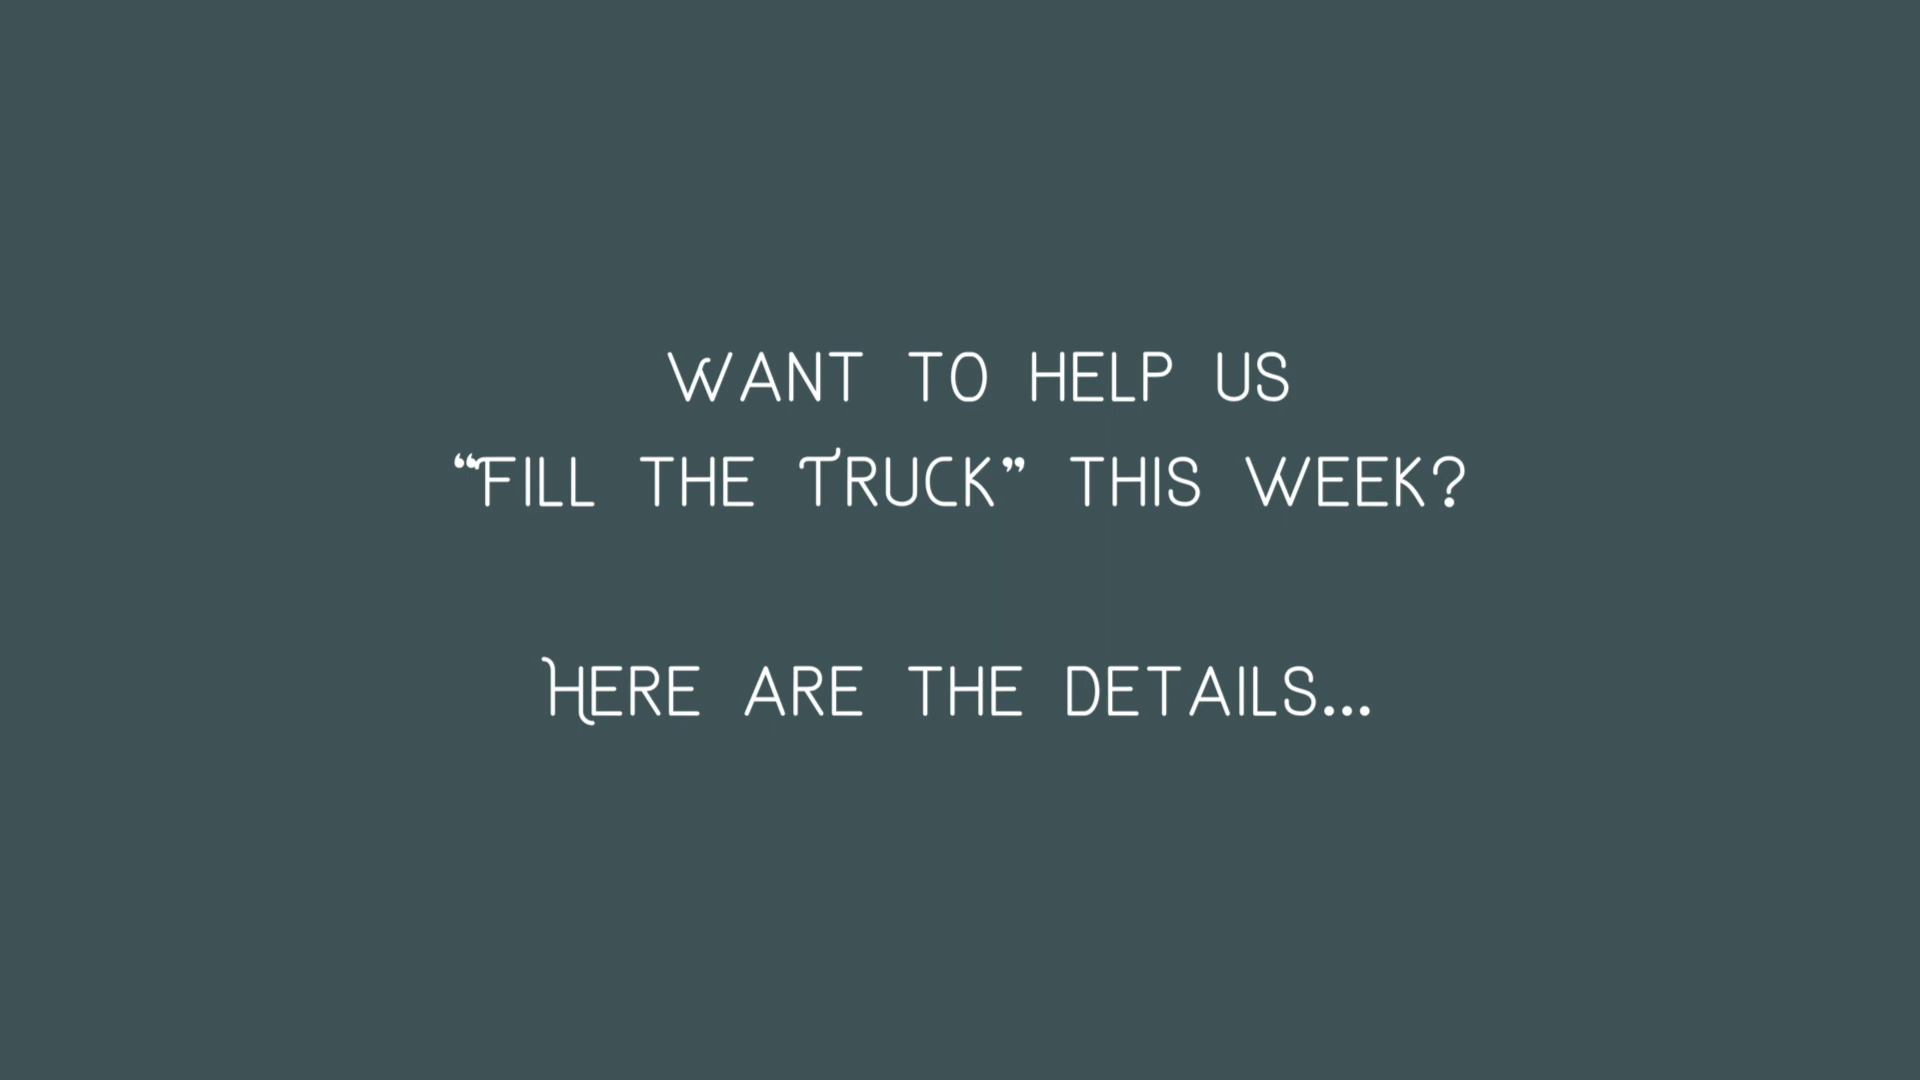 Want to help us
“Fill the Truck” this week?
Here are the details...